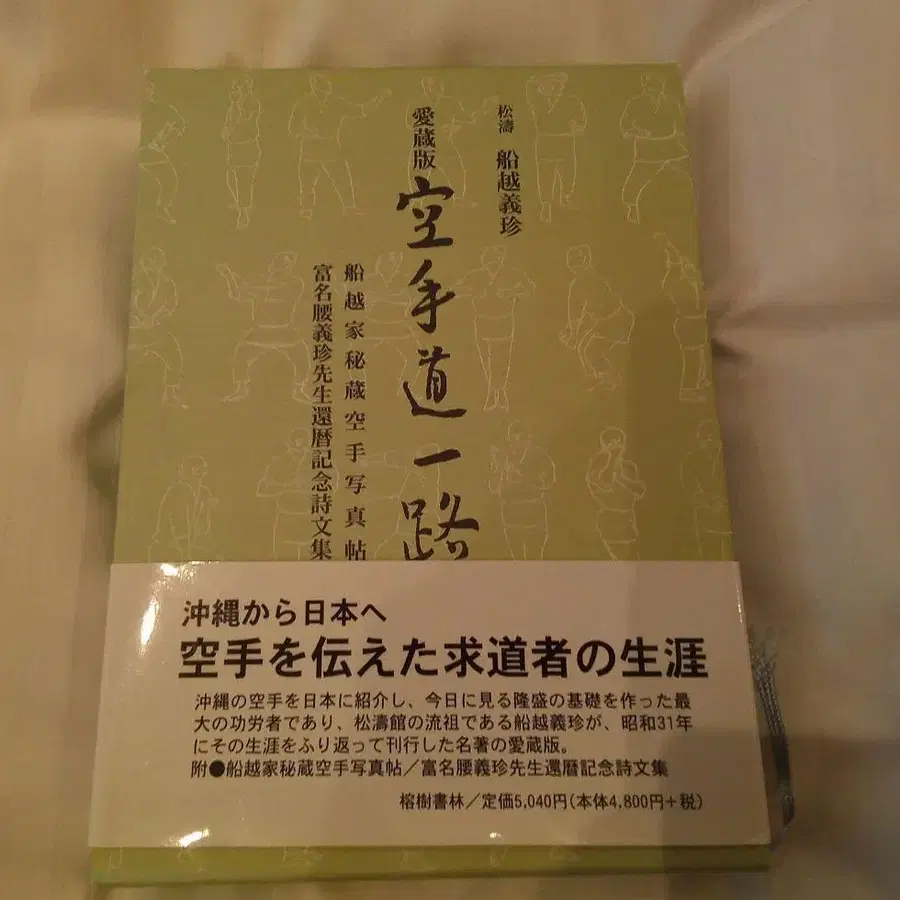 松濤 船越義珍
愛蔵版 空手道一路
船越家秘蔵空手写真帖
富名腰義珍先生還暦記念詩文集
沖縄から日本へ
空手を伝えた求道者の生涯
沖縄の空手を日本に紹介し、今日に見る隆盛の基礎を作った最
大の功労者であり、松濤館の流祖である船越義珍が、昭和31年
にその生涯をふり返って刊行した名著の愛蔵版。
附●船越家秘蔵空手写真帖／富名腰義珍先生還暦記念詩文集
榕樹書林／定価5,040円(本体4,800円＋税)